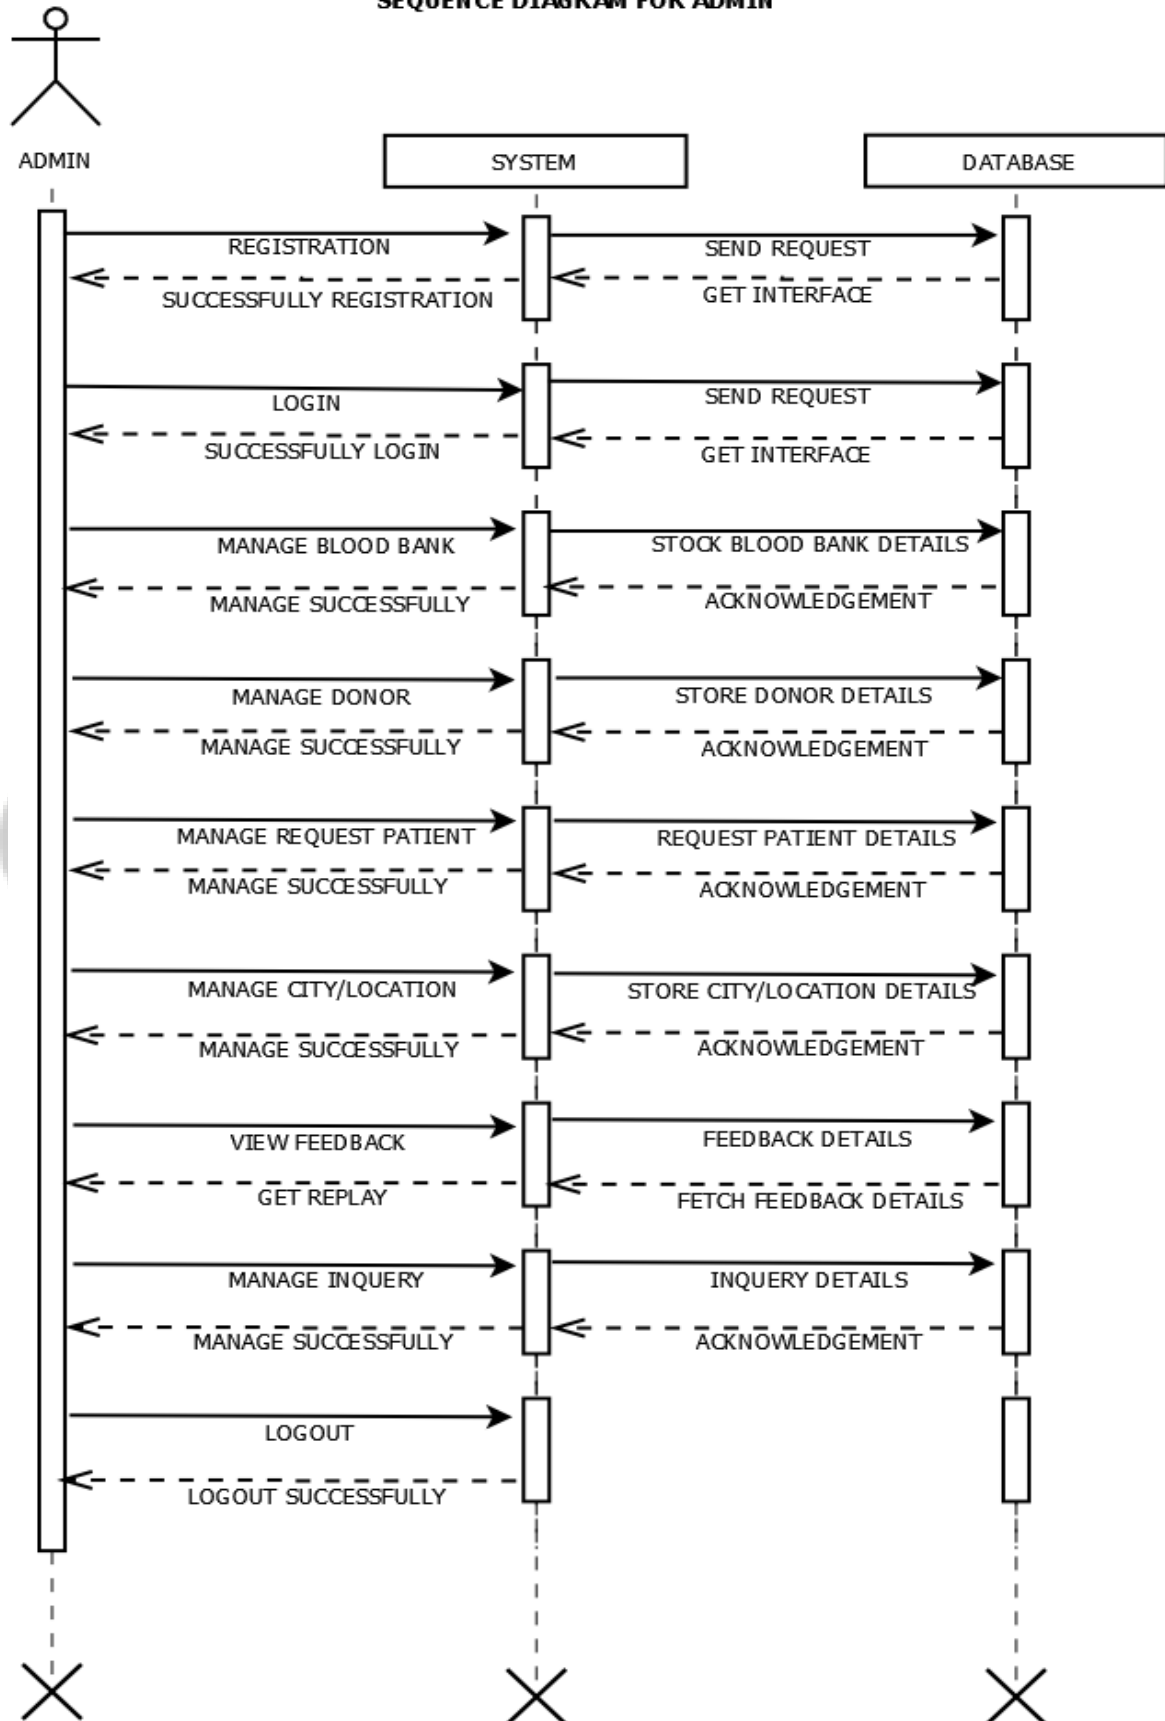 SEQUENCE DIAGRAM FOR ADMIN
ADMIN
SYSTEM
DATABASE
REGISTRATION
SEND REQUEST
SUCCESSFULLY REGISTRATION
GET INTERFACE
LOGIN
SEND REQUEST
SUCCESSFULLY LOGIN
GET INTERFACE
MANAGE BLOOD BANK
STOCK BLOOD BANK DETAILS
MANAGE SUCCESSFULLY
ACKNOWLEDGEMENT
MANAGE DONOR
STORE DONOR DETAILS
MANAGE SUCCESSFULLY
ACKNOWLEDGEMENT
MANAGE REQUEST PATIENT
REQUEST PATIENT DETAILS
MANAGE SUCCESSFULLY
ACKNOWLEDGEMENT
MANAGE CITY/LOCATION
STORE CITY/LOCATION DETAILS
MANAGE SUCCESSFULLY
ACKNOWLEDGEMENT
VIEW FEEDBACK
FEEDBACK DETAILS
GET REPLAY
FETCH FEEDBACK DETAILS
MANAGE INQUERY
INQUERY DETAILS
MANAGE SUCCESSFULLY
ACKNOWLEDGEMENT
LOGOUT
LOGOUT SUCCESSFULLY